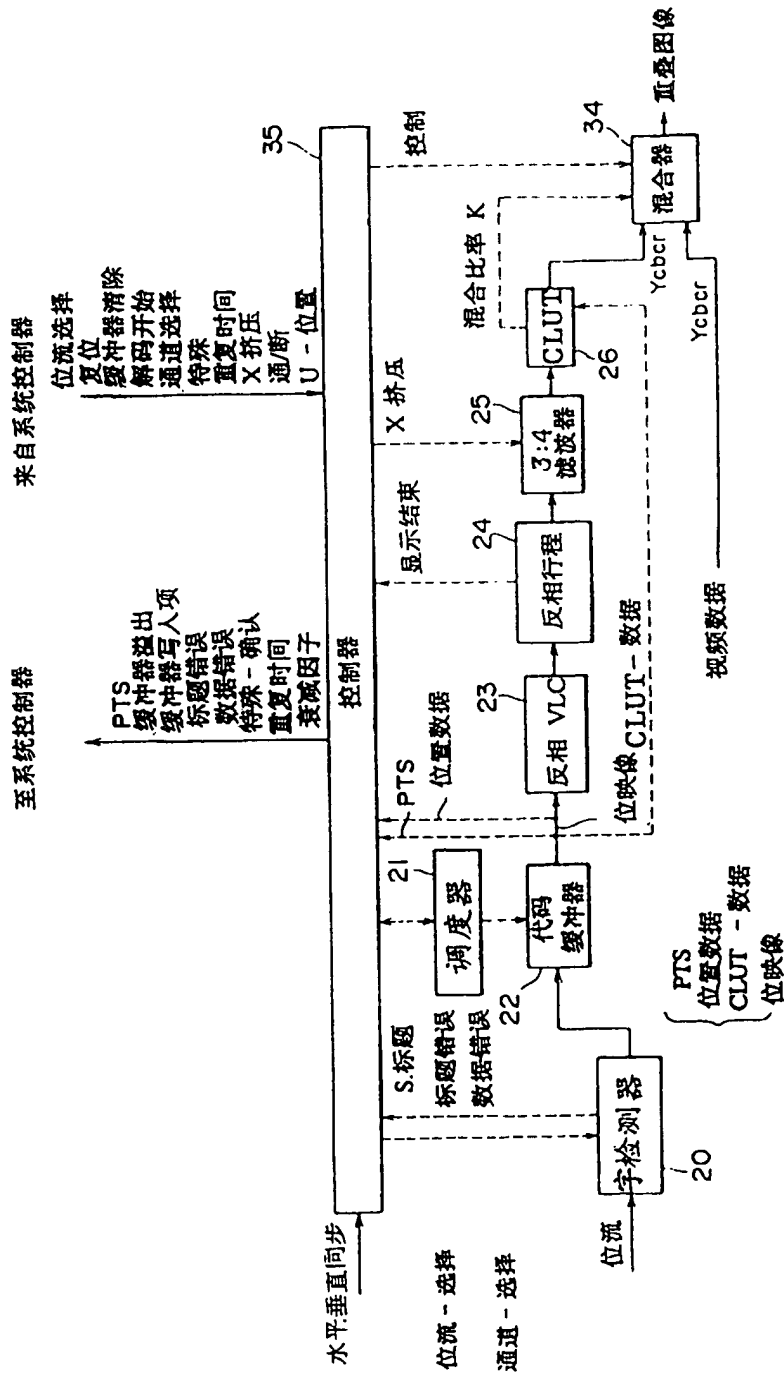 至系统控制器
来自系统控制器
PTS
缓冲器溢出
缓冲器写入项
标题错误
数据错误
特殊-确认
重复时间
衰减因子
位流选择
复位
缓冲器清除
解码开始
通道选择
特殊
重复时间
X 挤压
通/断
U-位置
水平垂直同步
控制器
35
位流-选择
通道-选择
S.标题
标题错误
数据错误
21
调度器
PTS
位置数据
显示结束
X 挤压
混合比率 K
控制
位流
字检测器
20
代码
缓冲器
22
位映像
CLUT-数据
反相 VLC
23
反相行程
24
3:4
滤波器
25
CLUT
26
Ycbcr
Ycbcr
混合器
34
重叠图像
视频数据
PTS
位置数据
CLUT-数据
位映像